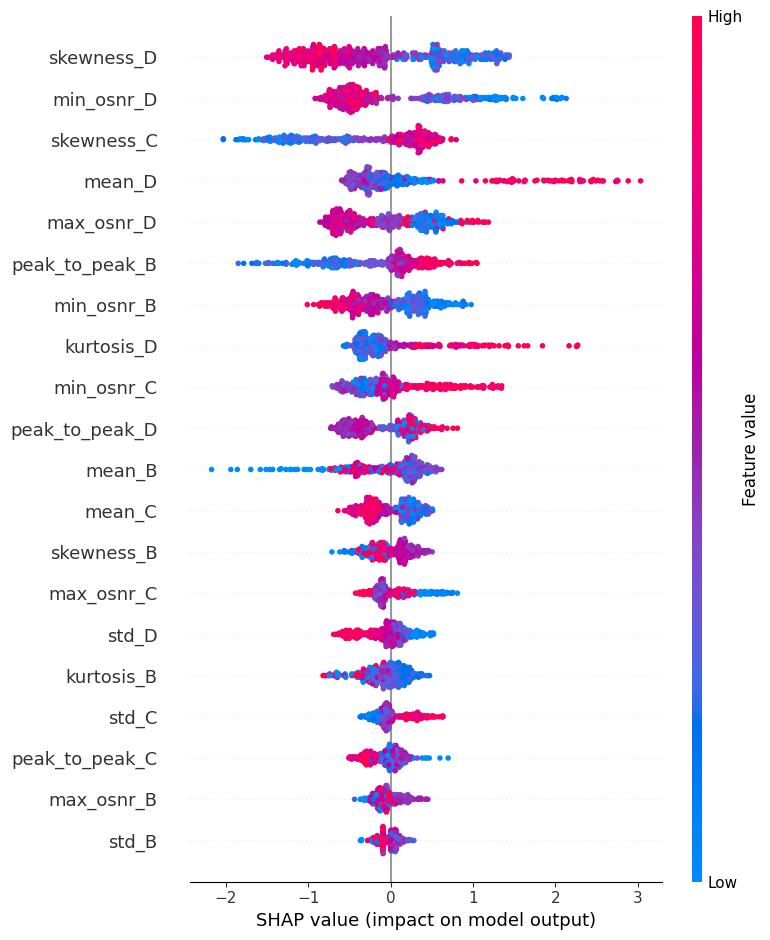 High
skewness_D
min_osnr_D
skewness_C
mean_D
max_osnr_D
peak_to_peak_B
min_osnr_B
kurtosis_D
min_osnr_C
peak_to_peak_D
mean_B
mean_C
skewness_B
max_osnr_C
std_D
kurtosis_B
std_C
peak_to_peak_C
max_osnr_B
std_B
Feature value
Low
−2 −1 0 1 2 3
SHAP value (impact on model output)